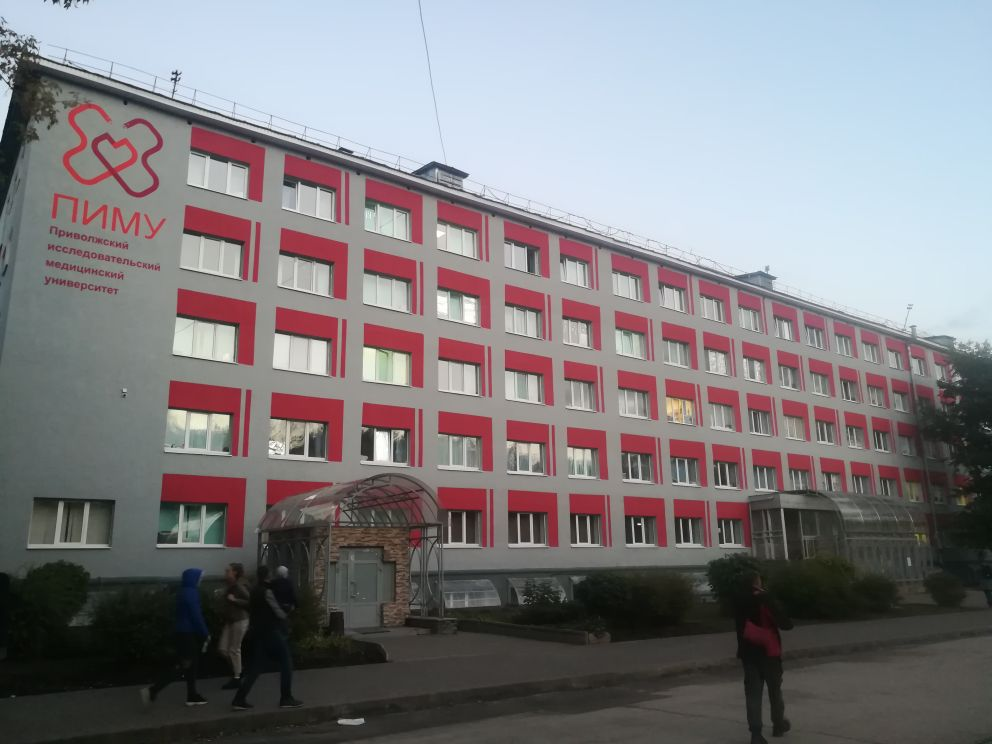 ПИМУ
Приволжский
исследовательский
медицинский
университет